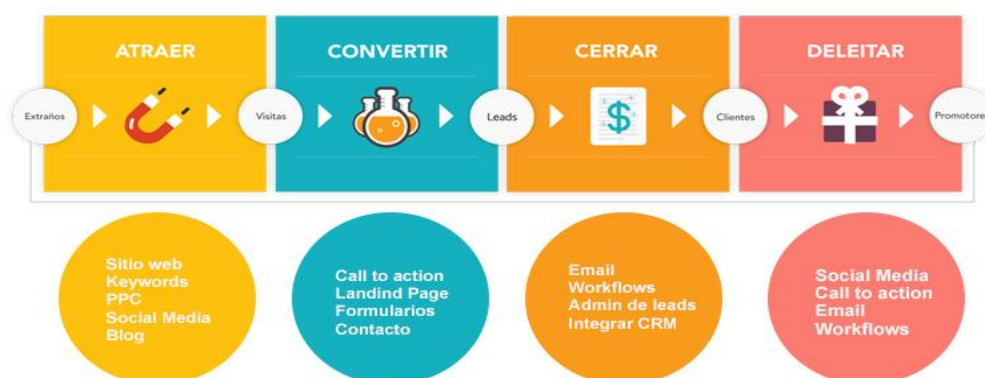 ATRAER
CONVERTIR
CERRAR
DELEITAR
Extraños
Visitas
Leads
$
Clientes
Promotores
Sitio web
Keywords
PPC
Social Media
Blog
Call to action
Landind Page
Formularios
Contacto
Email
Workflows
Admin de leads
Integrar CRM
Social Media
Call to action
Email
Workflows